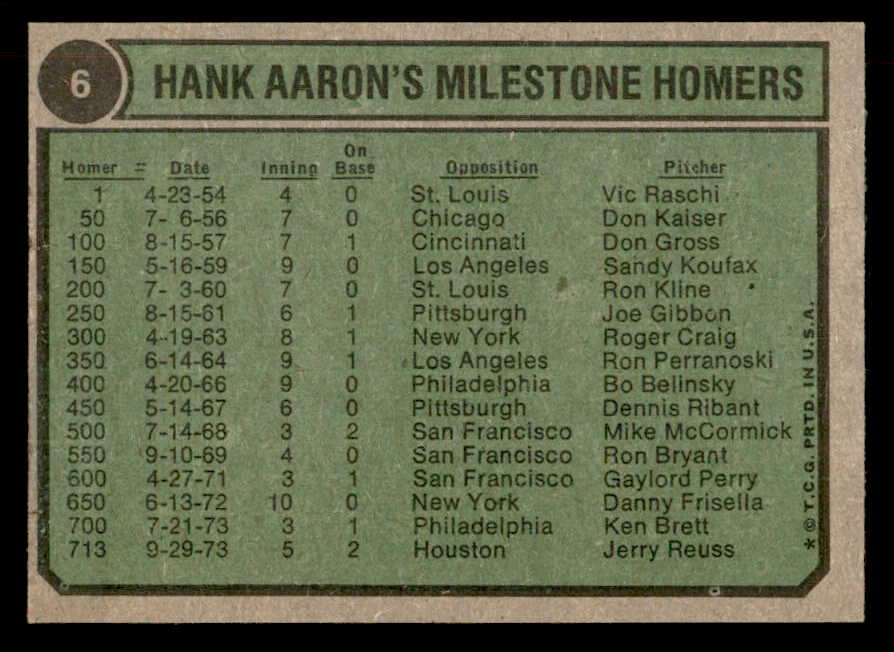 6 HANK AARON'S MILESTONE HOMERS
Homer # Date Inning On Base Opposition Pitcher
1 4-23-54 4 0 St. Louis Vic Raschi
50 7- 6-56 7 0 Chicago Don Kaiser
100 8-15-57 7 1 Cincinnati Don Gross
150 5-16-59 9 0 Los Angeles Sandy Koufax
200 7- 3-60 7 0 St. Louis Ron Kline
250 8-15-61 6 1 Pittsburgh Joe Gibbon
300 4-19-63 8 1 New York Roger Craig
350 6-14-64 9 1 Los Angeles Ron Perranoski
400 4-20-66 9 0 Philadelphia Bo Belinsky
450 5-14-67 6 0 Pittsburgh Dennis Ribant
500 7-14-68 3 2 San Francisco Mike McCormick
550 9-10-69 4 0 San Francisco Ron Bryant
600 4-27-71 3 1 San Francisco Gaylord Perry
650 6-13-72 10 0 New York Danny Frisella
700 7-21-73 3 1 Philadelphia Ken Brett
713 9-29-73 5 2 Houston Jerry Reuss
* © T.C.G. PRTD. IN U.S.A.